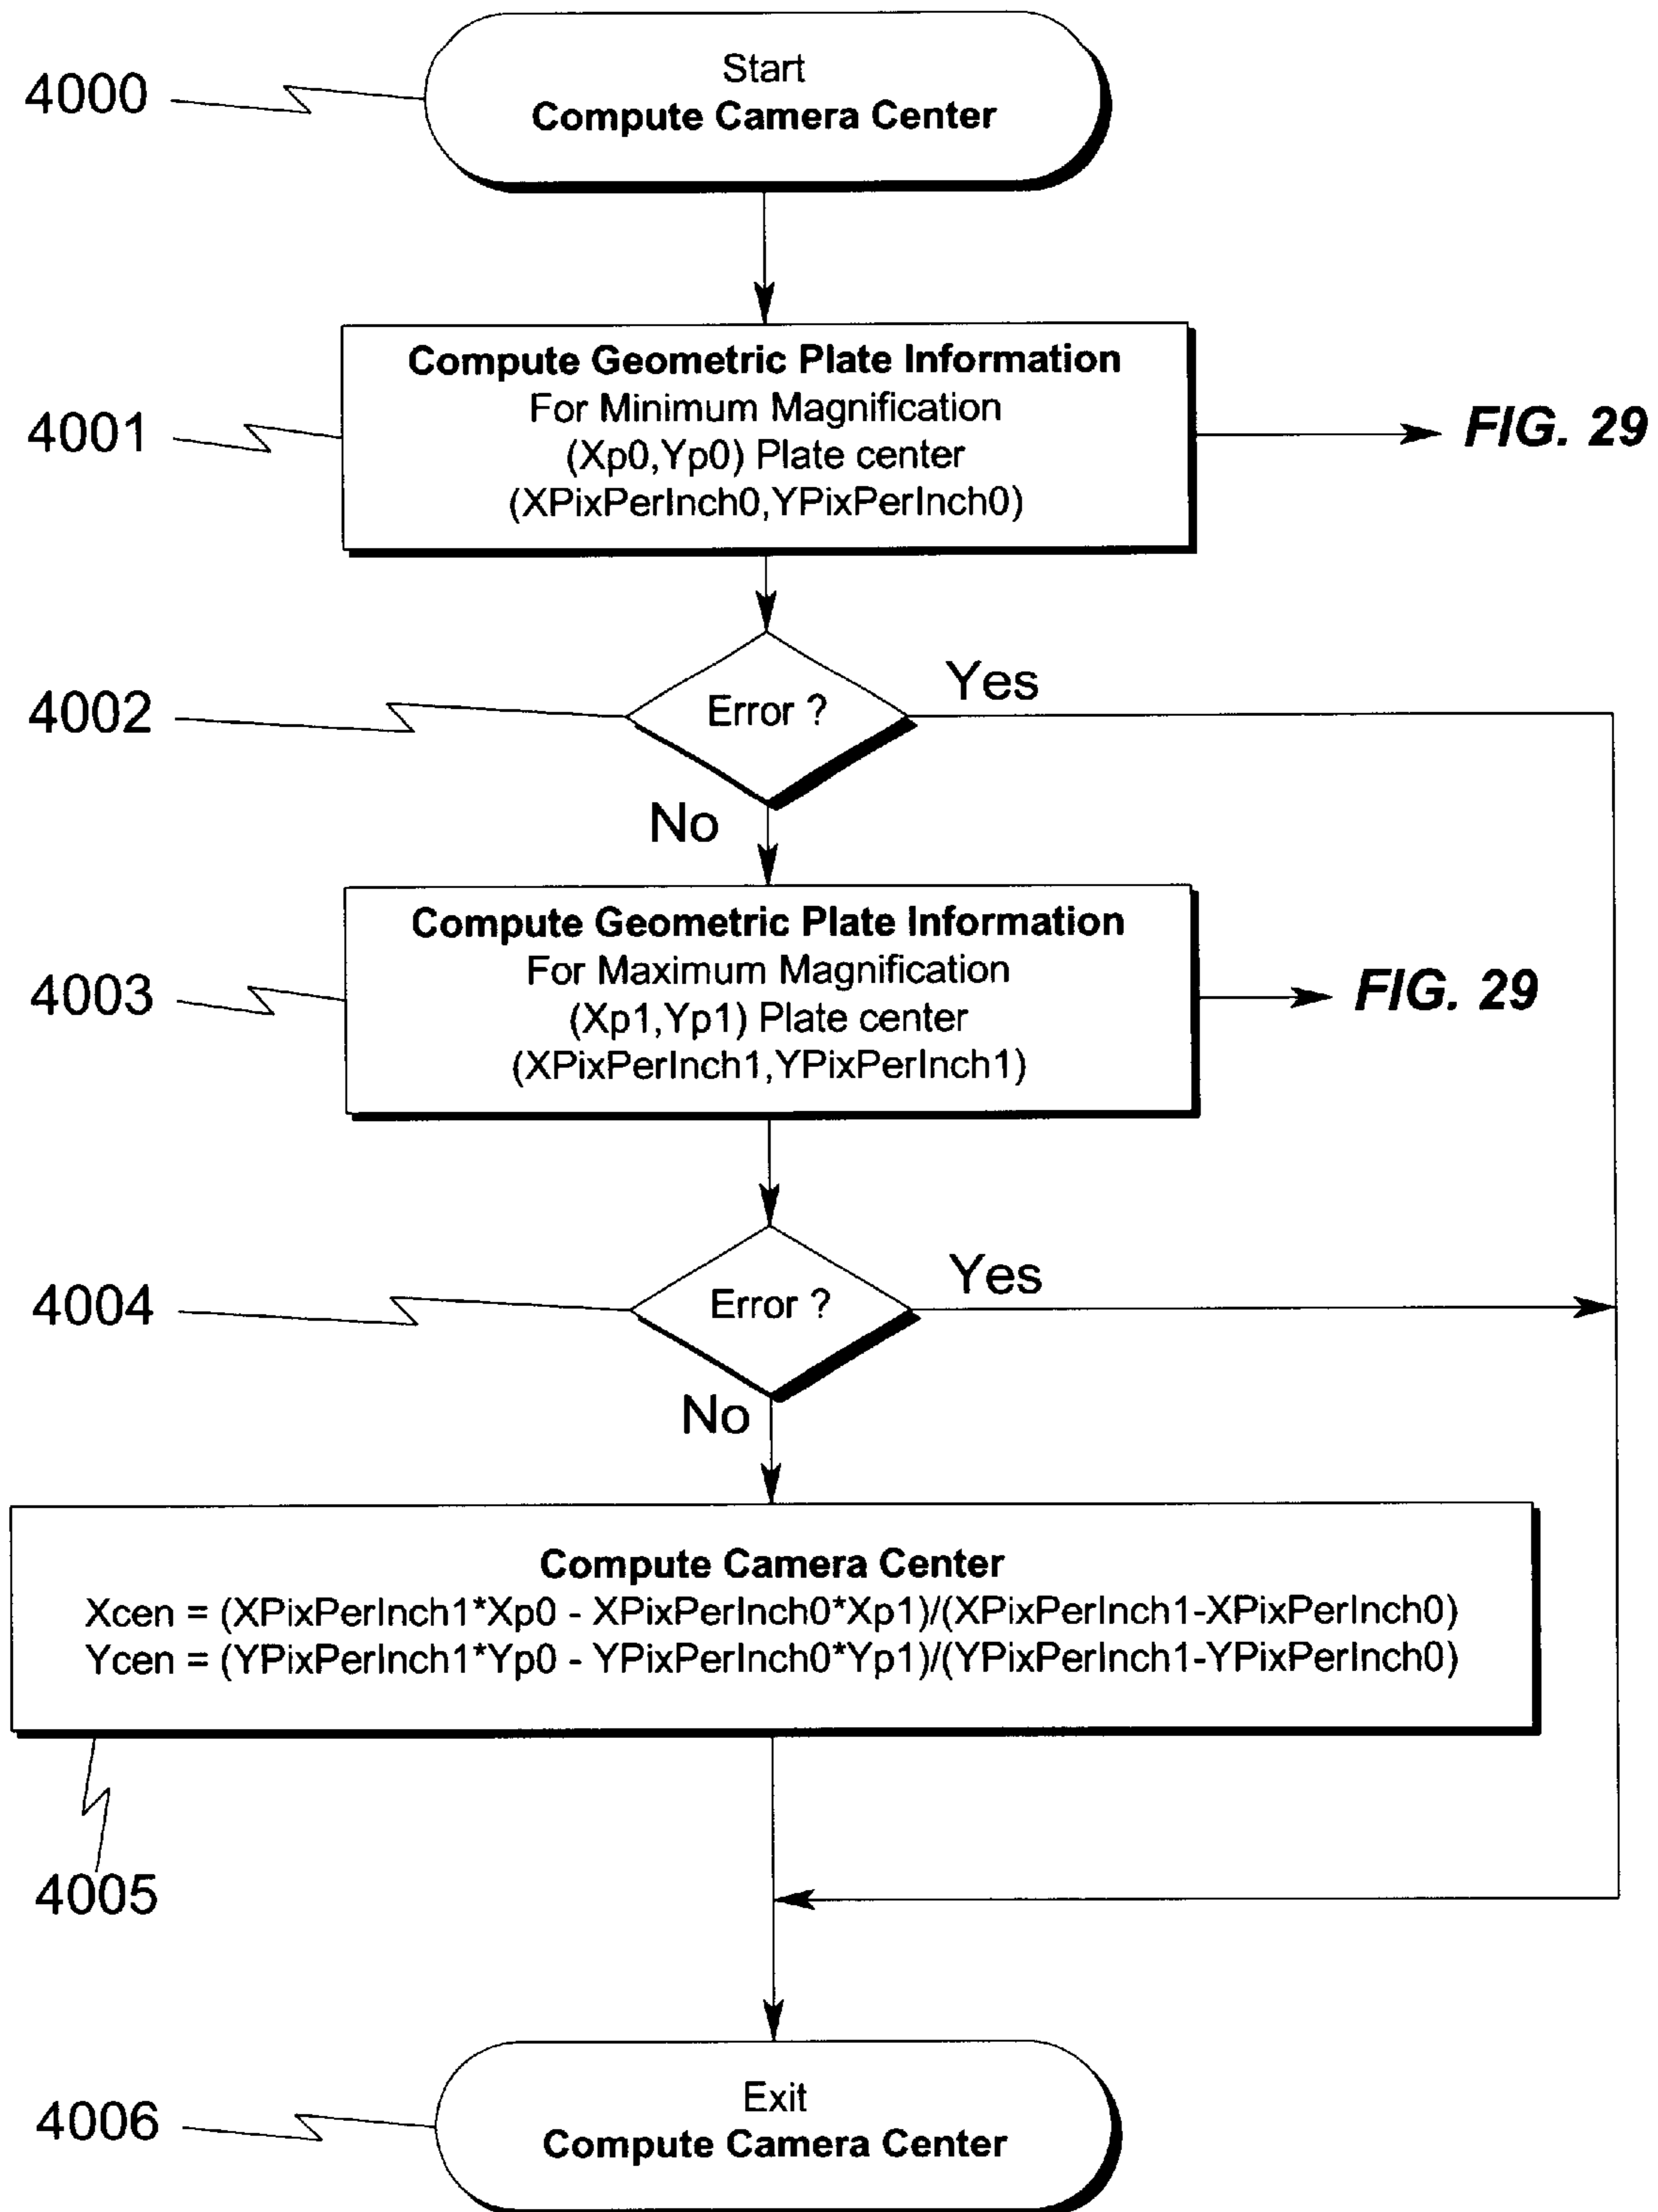 4000
Start
Compute Camera Center
4001
Compute Geometric Plate Information
For Minimum Magnification
(Xp0,Yp0) Plate center
(XPixPerInch0,YPixPerInch0)
FIG. 29
4002
Error ?
Yes
No
4003
Compute Geometric Plate Information
For Maximum Magnification
(Xp1,Yp1) Plate center
(XPixPerInch1,YPixPerInch1)
FIG. 29
4004
Error ?
Yes
No
Compute Camera Center
Xcen = (XPixPerInch1*Xp0 - XPixPerInch0*Xp1)/(XPixPerInch1-XPixPerInch0)
Ycen = (YPixPerInch1*Yp0 - YPixPerInch0*Yp1)/(YPixPerInch1-YPixPerInch0)
4005
4006
Exit
Compute Camera Center